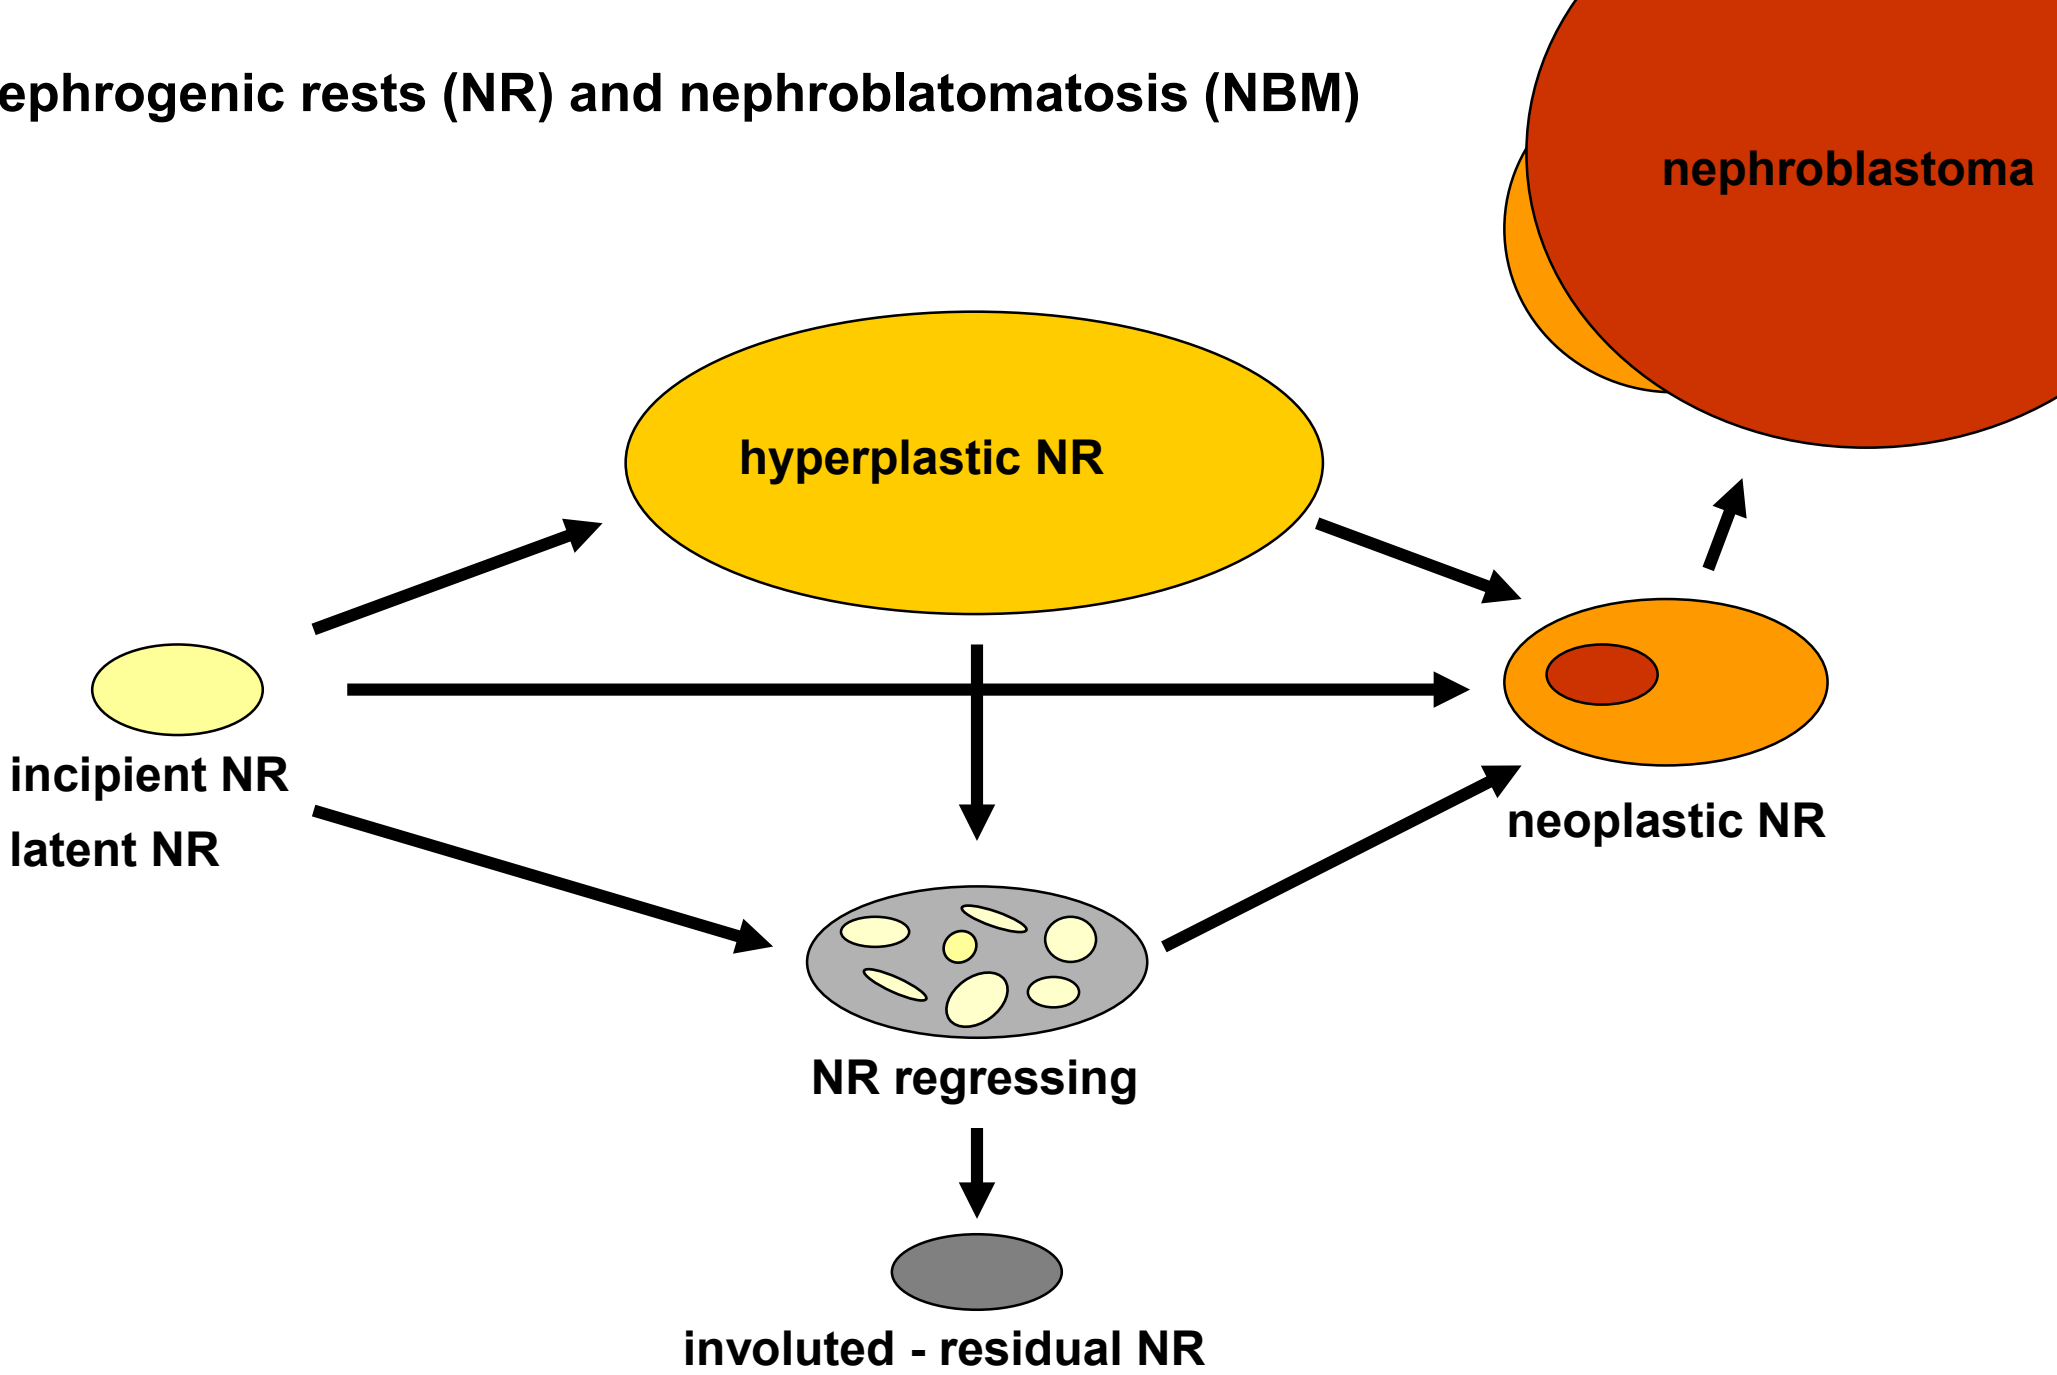 ephrogenic rests (NR) and nephroblatomatosis (NBM)
nephroblastoma
hyperplastic NR
incipient NR
latent NR
neoplastic NR
NR regressing
involuted - residual NR